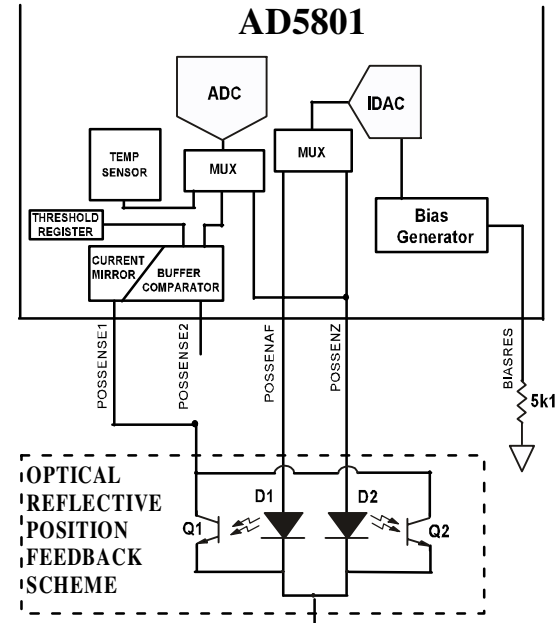 AD5801
ADC
IDAC
TEMP
SENSOR
MUX
MUX
THRESHOLD
REGISTER
Bias
Generator
CURRENT
MIRROR
BUFFER
COMPARATOR
POSSENSE1
POSSENSE2
POSSENAF
POSSENZ
BIASRES
5k1
OPTICAL
REFLECTIVE
POSITION
FEEDBACK
SCHEME
Q1
D1
D2
Q2